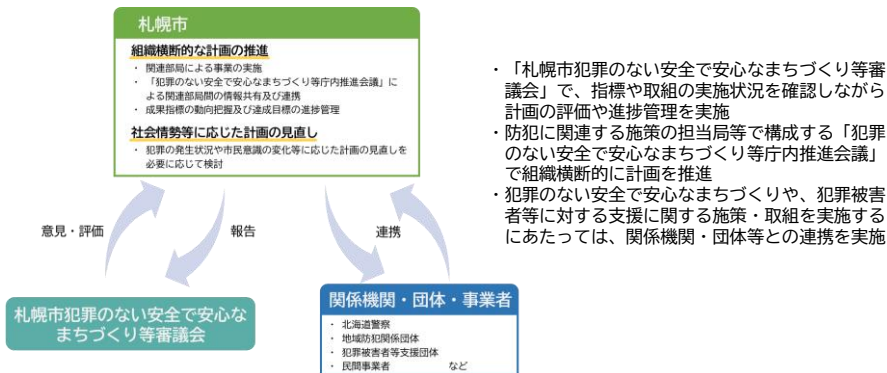 札幌市
組織横断的な計画の推進
・ 関連部局による事業の実施
・ 「犯罪のない安全で安心なまちづくり等庁内推進会議」に
よる関連部局間の情報共有及び連携
・ 成果指標の動向把握及び達成目標の進捗管理
社会情勢等に応じた計画の見直し
・ 犯罪の発生状況や市民意識の変化等に応じた計画の見直しを
必要に応じて検討
意見・評価
報告
連携
札幌市犯罪のない安全で安心な
まちづくり等審議会
関係機関・団体・事業者
・ 北海道警察
・ 地域防犯関係団体
・ 犯罪被害者等支援団体
・ 民間事業者 など
・「札幌市犯罪のない安全で安心なまちづくり等審
議会」で、指標や取組の実施状況を確認しながら
計画の評価や進捗管理を実施
・防犯に関連する施策の担当局等で構成する「犯罪
のない安全で安心なまちづくり等庁内推進会議」
で組織横断的に計画を推進
・犯罪のない安全で安心なまちづくりや、犯罪被害
者等に対する支援に関する施策・取組を実施する
にあたっては、関係機関・団体等との連携を実施